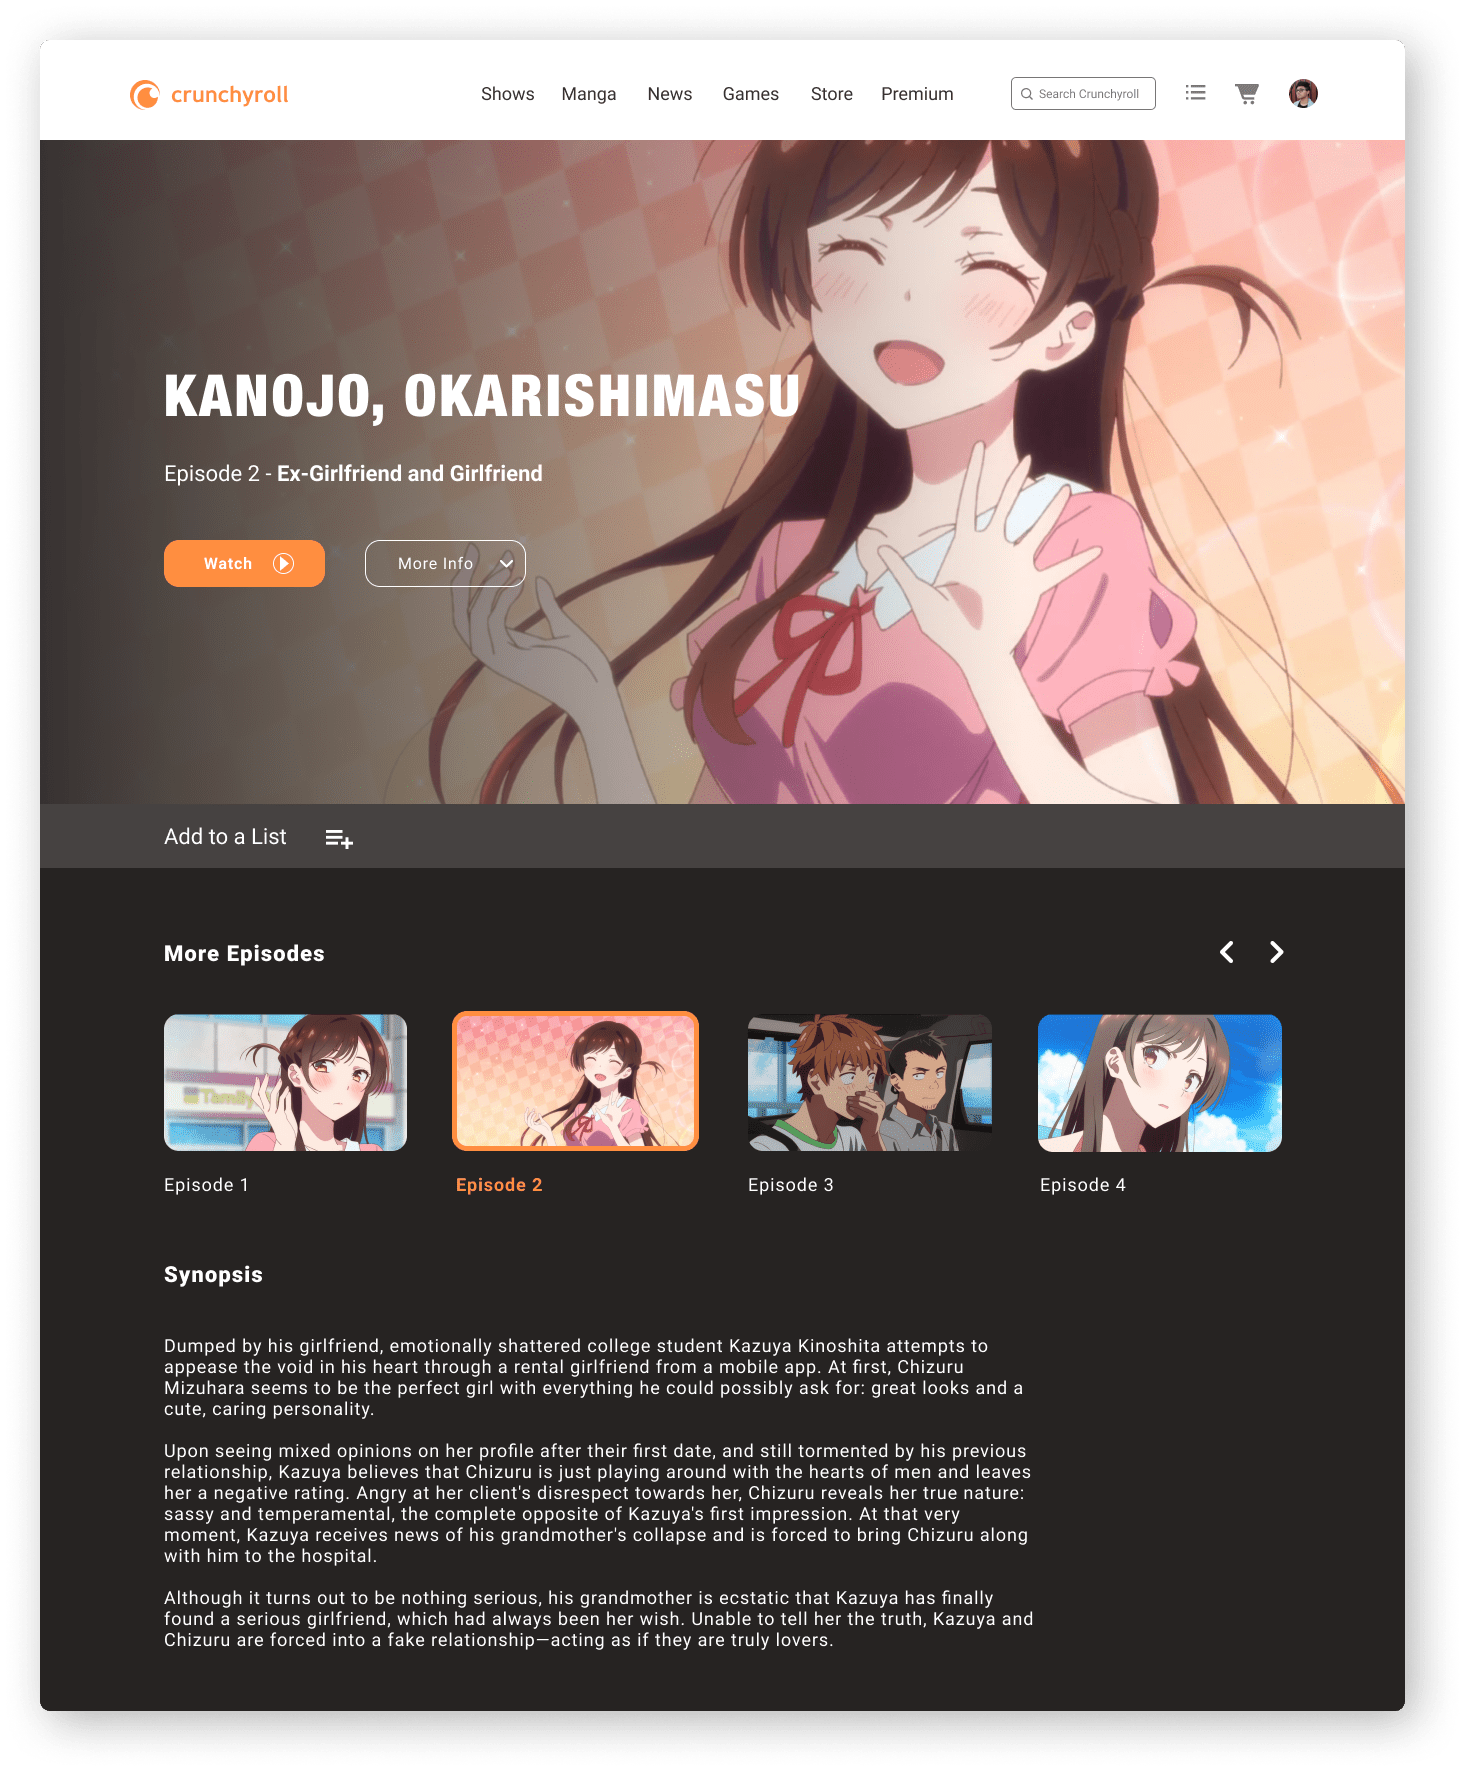 crunchyroll
Shows Manga News Games Store Premium
Search Crunchyroll
KANOJO, OKARISHIMASU
Episode 2 - Ex-Girlfriend and Girlfriend
Watch
More Info
Add to a List
More Episodes
Family
Episode 1
Episode 2
Episode 3
Episode 4
Synopsis
Dumped by his girlfriend, emotionally shattered college student Kazuya Kinoshita attempts to
appease the void in his heart through a rental girlfriend from a mobile app. At first, Chizuru
Mizuhara seems to be the perfect girl with everything he could possibly ask for: great looks and a
cute, caring personality.
Upon seeing mixed opinions on her profile after their first date, and still tormented by his previous
relationship, Kazuya believes that Chizuru is just playing around with the hearts of men and leaves
her a negative rating. Angry at her client's disrespect towards her, Chizuru reveals her true nature:
sassy and temperamental, the complete opposite of Kazuya's first impression. At that very
moment, Kazuya receives news of his grandmother's collapse and is forced to bring Chizuru along
with him to the hospital.
Although it turns out to be nothing serious, his grandmother is ecstatic that Kazuya has finally
found a serious girlfriend, which had always been her wish. Unable to tell her the truth, Kazuya and
Chizuru are forced into a fake relationship—acting as if they are truly lovers.